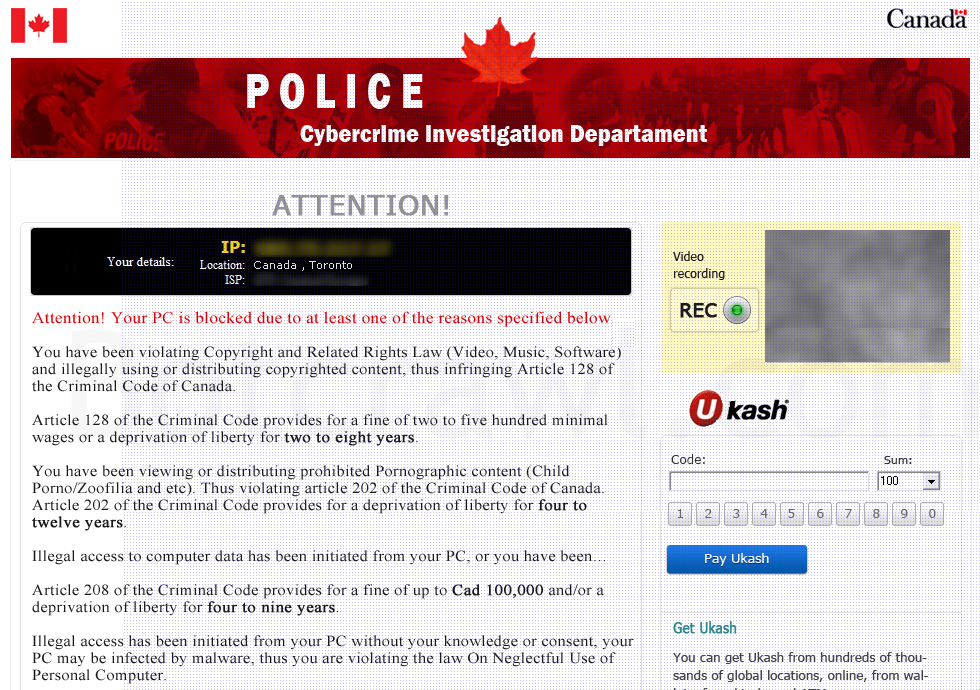 Canada
POLICE
Cybercrime Investigation Departament
POLICE
ATTENTION!
Your details:
IP:
Location: Canada , Toronto
ISP:
Attention! Your PC is blocked due to at least one of the reasons specified below
You have been violating Copyright and Related Rights Law (Video, Music, Software)
and illegally using or distributing copyrighted content, thus infringing Article 128 of
the Criminal Code of Canada.
Article 128 of the Criminal Code provides for a fine of two to five hundred minimal
wages or a deprivation of liberty for two to eight years.
You have been viewing or distributing prohibited Pornographic content (Child
Porno/Zoofilia and etc). Thus violating article 202 of the Criminal Code of Canada.
Article 202 of the Criminal Code provides for a deprivation of liberty for four to
twelve years.
Illegal access to computer data has been initiated from your PC, or you have been...
Article 208 of the Criminal Code provides for a fine of up to Cad 100,000 and/or a
deprivation of liberty for four to nine years.
Illegal access has been initiated from your PC without your knowledge or consent, your
PC may be infected by malware, thus you are violating the law On Neglectful Use of
Personal Computer.
Video
recording
REC
Ukash
Code:
Sum:
100
1 2 3 4 5 6 7 8 9 0
Pay Ukash
Get Ukash
You can get Ukash from hundreds of thou-
sands of global locations, online, from wal-